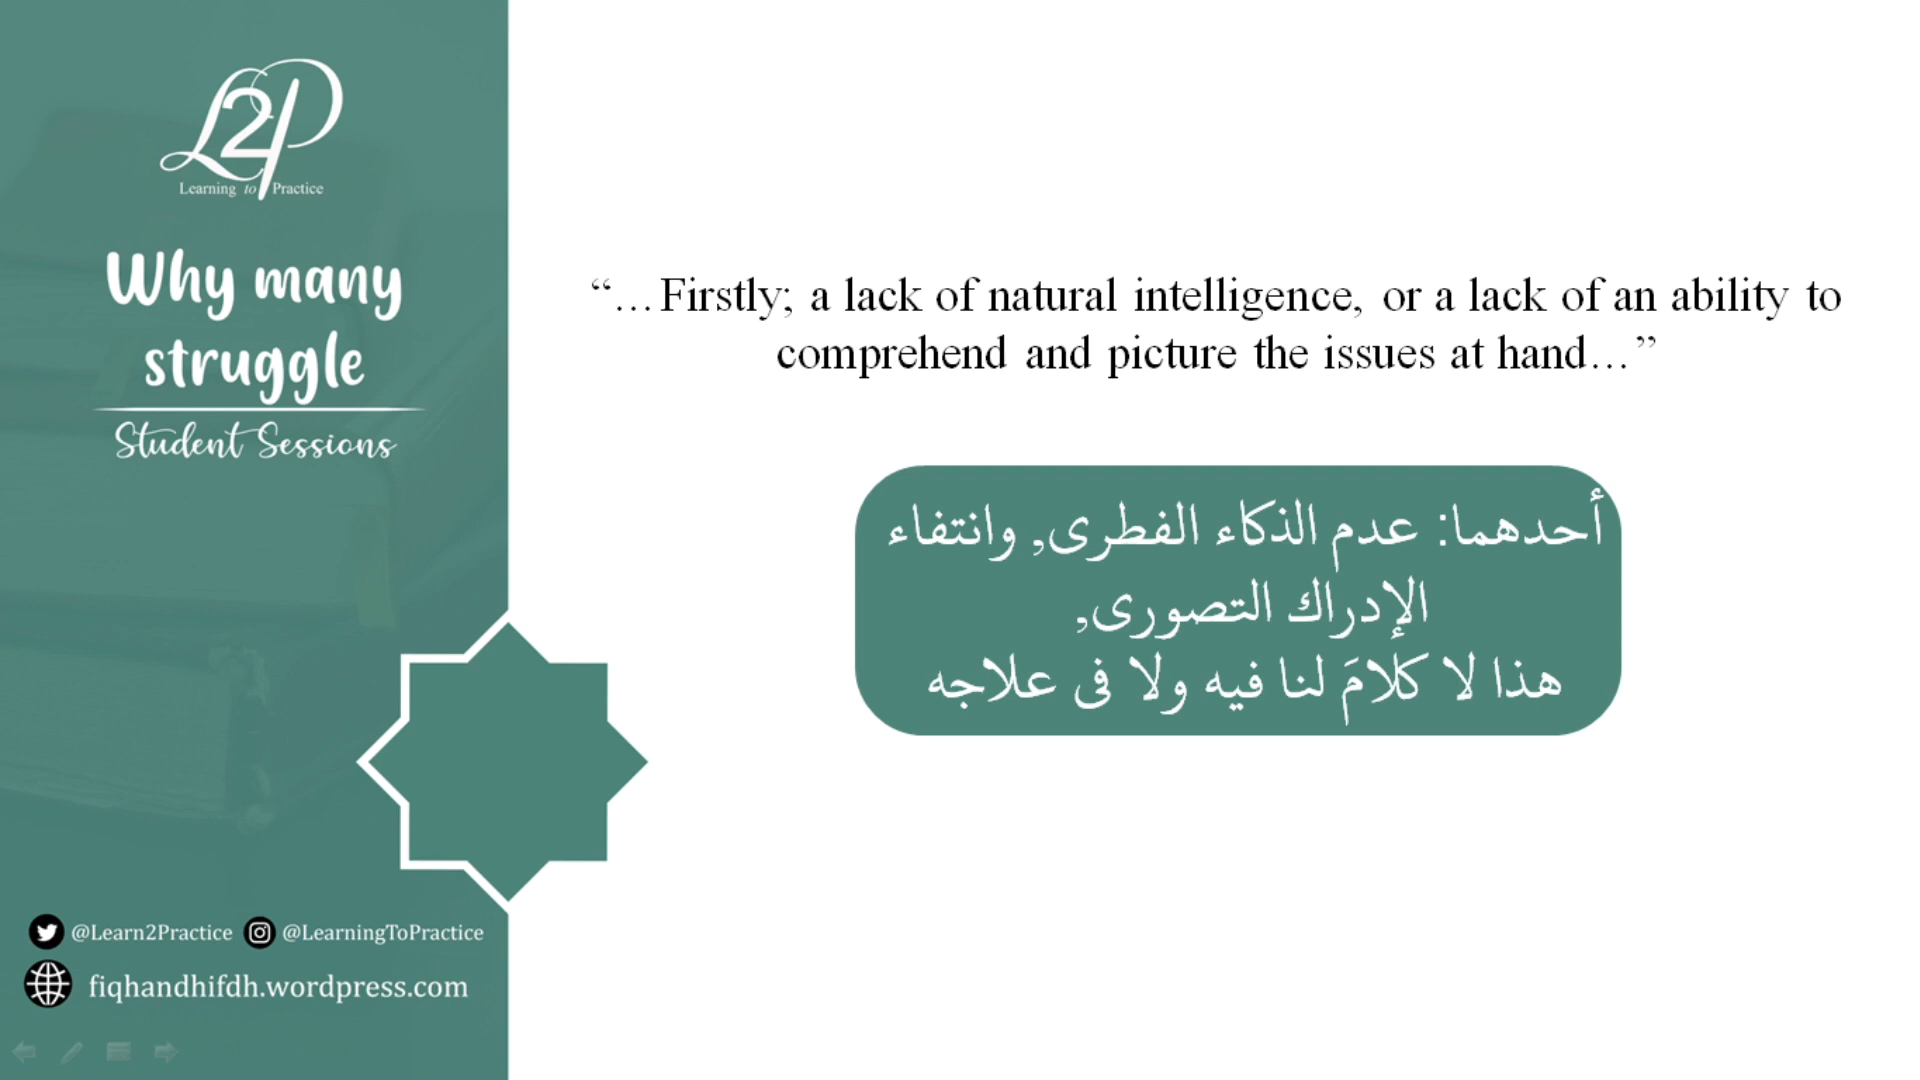 L2P
Learning to Practice
Why many
struggle
Student Sessions
“…Firstly; a lack of natural intelligence, or a lack of an ability to
comprehend and picture the issues at hand…”
أحدهما: عدم الذكاء الفطرى, وانتفاء
الإدراك التصورى,
هذا لا كلامَ لنا فيه ولا فى علاجه
@Learn2Practice @LearningToPractice
fiqhandhifdh.wordpress.com